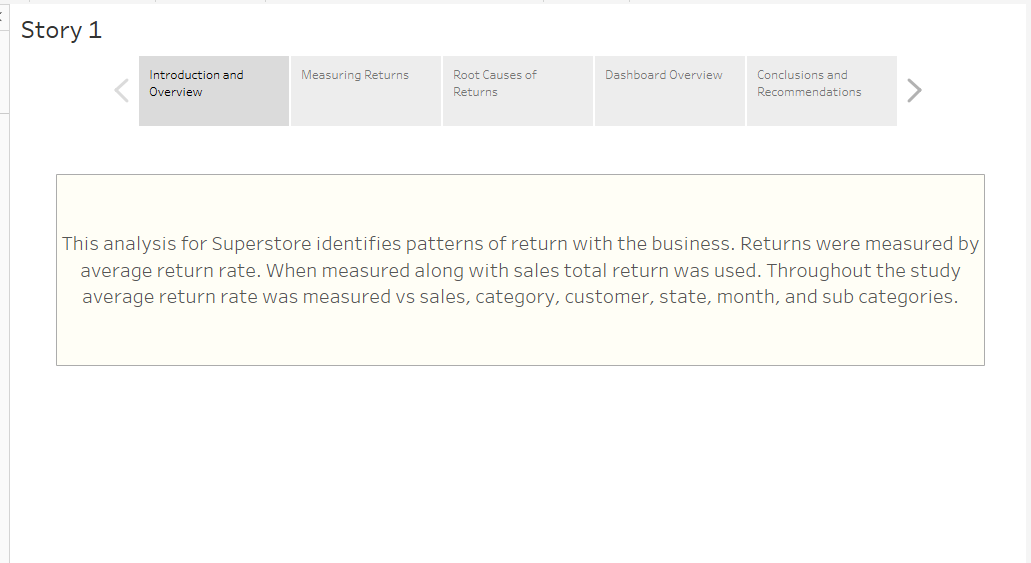 Story 1
Introduction and
Overview
Measuring Returns
Root Causes of
Returns
Dashboard Overview
Conclusions and
Recommendations
This analysis for Superstore identifies patterns of return with the business. Returns were measured by
average return rate. When measured along with sales total return was used. Throughout the study
average return rate was measured vs sales, category, customer, state, month, and sub categories.